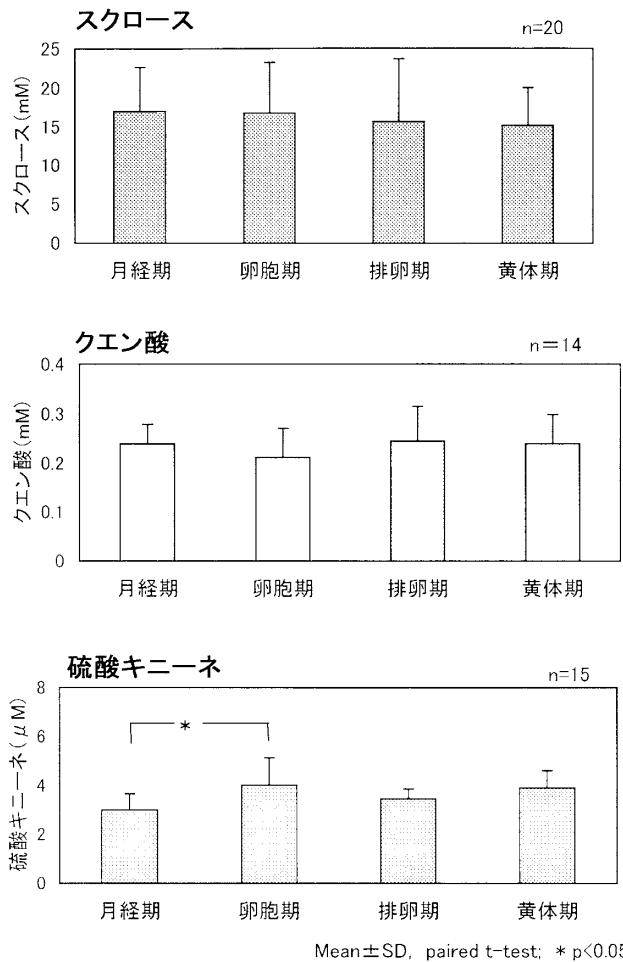 スクロース
n=20
スクロース(mM)
25
20
15
10
5
0
月経期 卵胞期 排卵期 黄体期
クエン酸
n=14
クエン酸(mM)
0.4
0.3
0.2
0.1
0
月経期 卵胞期 排卵期 黄体期
硫酸キニーネ
n=15
硫酸キニーネ(μM)
8
6
4
2
0
*
月経期 卵胞期 排卵期 黄体期
Mean±SD, paired t-test; *p<0.05